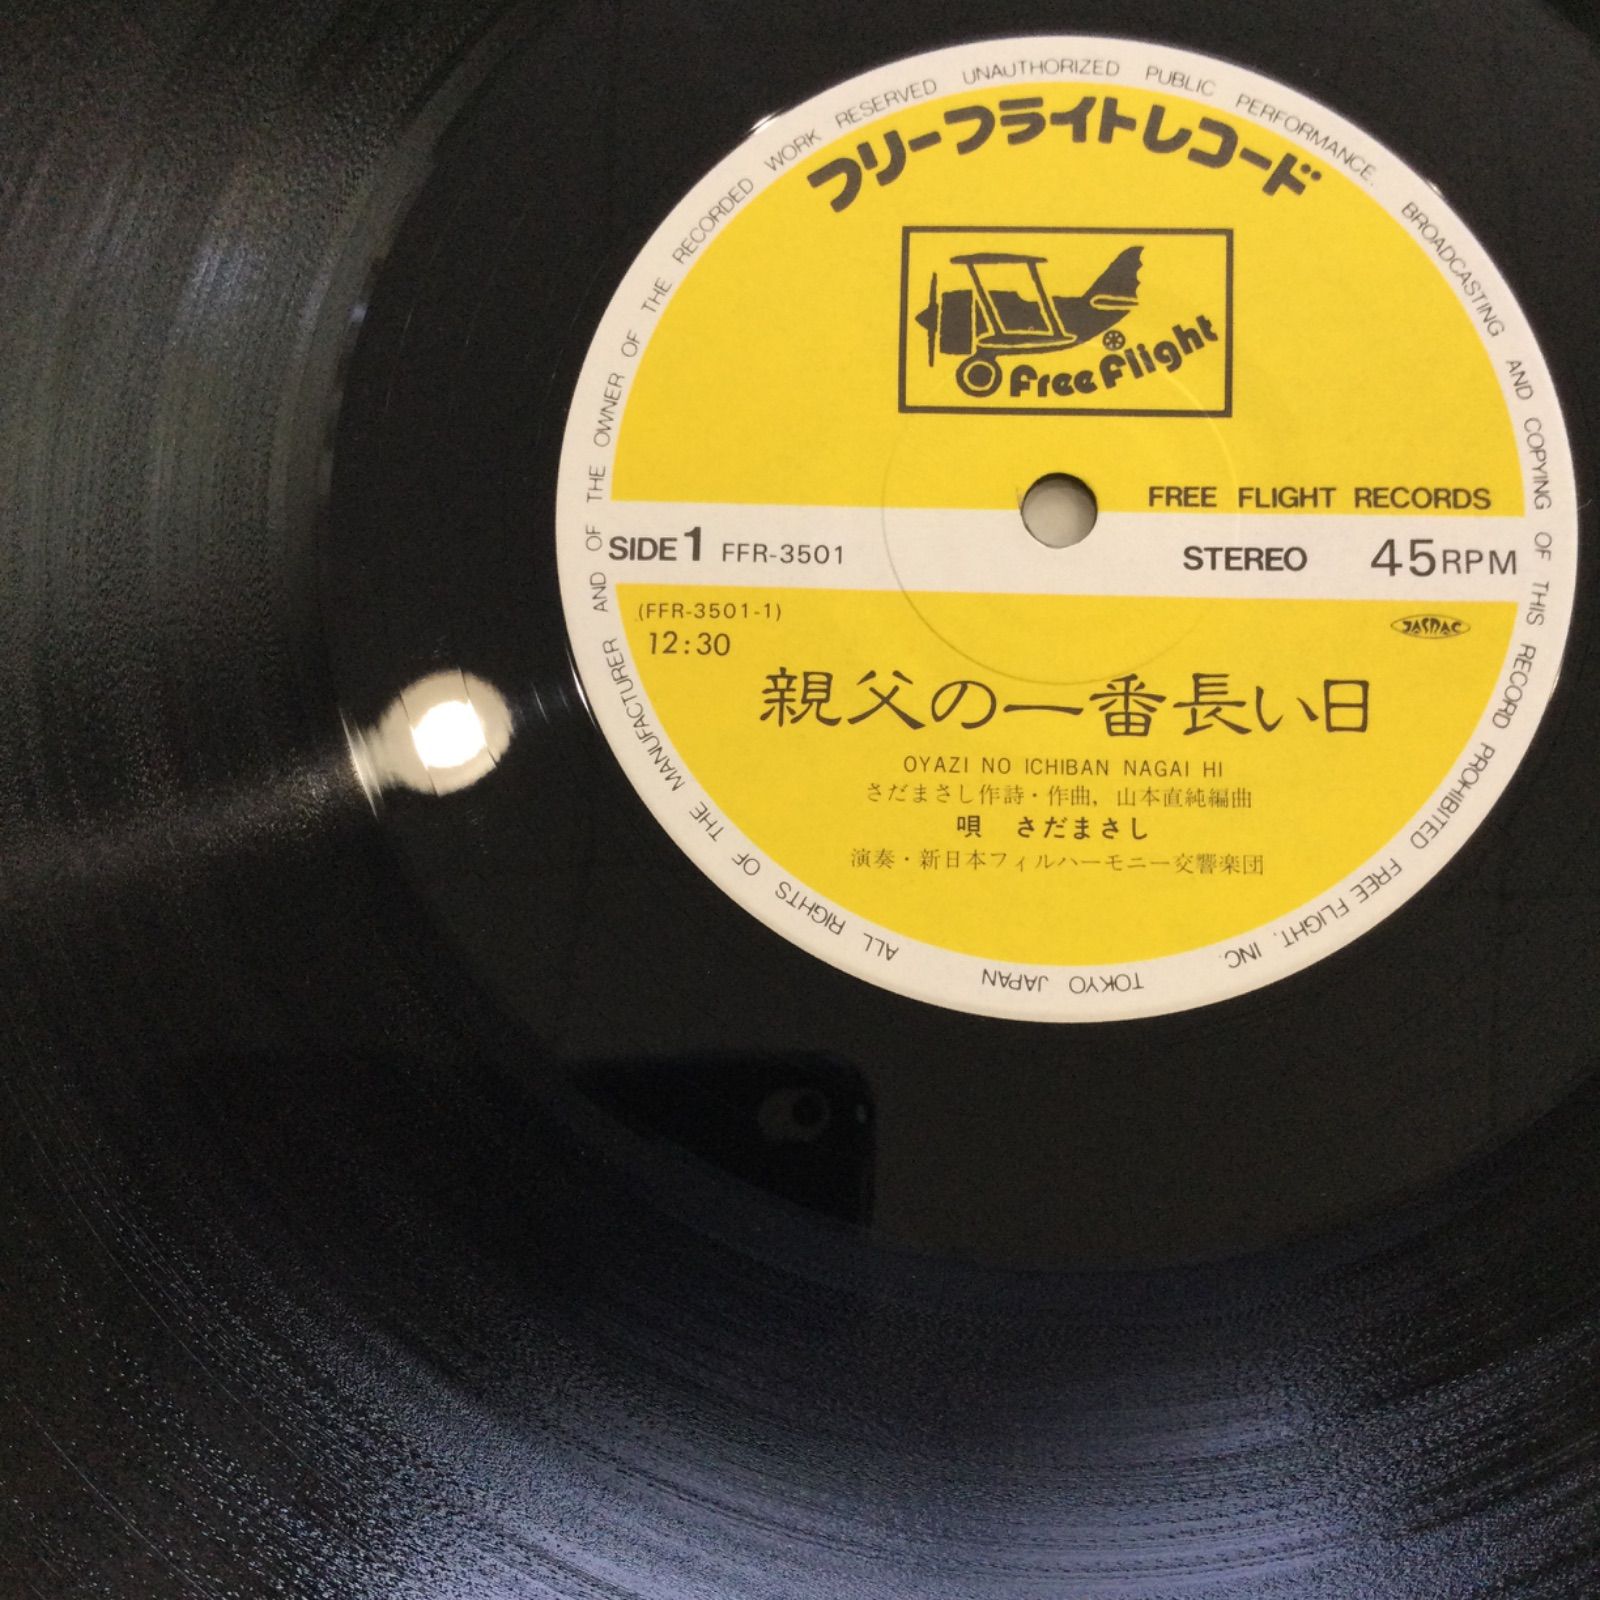 ALL RIGHTS OF THE MANUFACTURER AND OF THE OWNER OF THE RECORDED WORK RESERVED UNAUTHORIZED PUBLIC PERFORMANCE. BROADCASTING AND COPYING OF THIS RECORD PROHIBITED FREE FLIGHT, INC. TOKYO JAPAN
フリーフライトレコード
Free Flight
FREE FLIGHT RECORDS
SIDE 1 FFR-3501
STEREO 45RPM
(FFR-3501-1)
12:30
JASRAC
親父の一番長い日
OYAZI NO ICHIBAN NAGAI HI
さだまさし作詩・作曲, 山本直純編曲
唄 さだまさし
演奏・新日本フィルハーモニー交響楽団